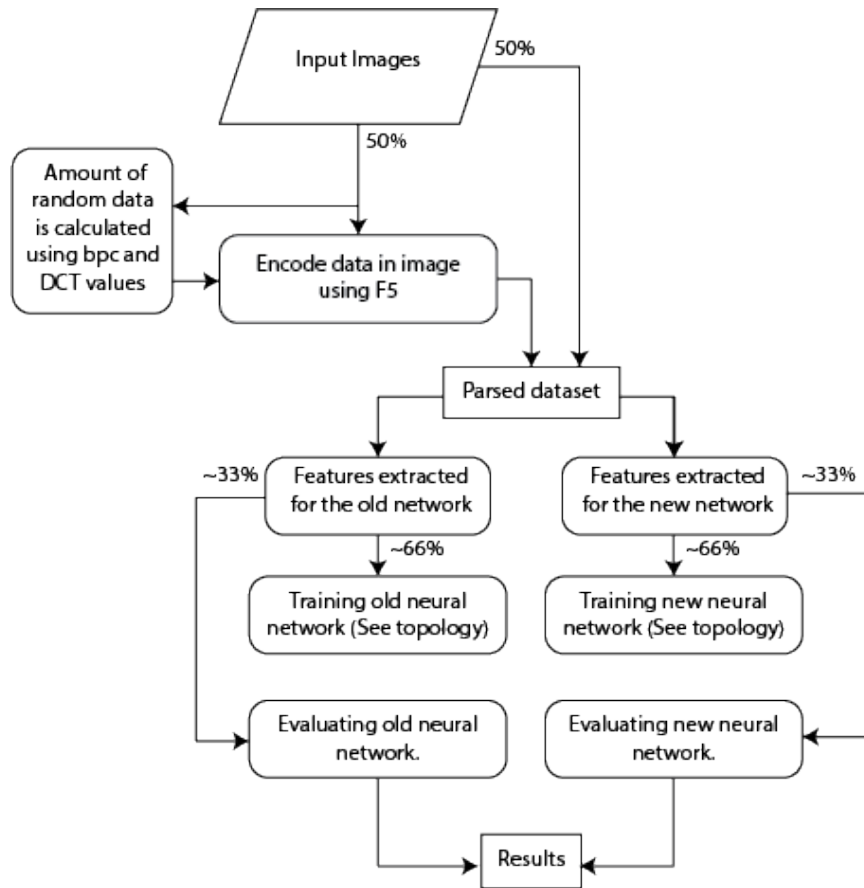 Input Images
50%
50%
Amount of
random data
is calculated
using bpc and
DCT values
Encode data in image
using F5
Parsed dataset
~33%
Features extracted
for the old network
Features extracted
for the new network
~33%
~66%
~66%
Training old neural
network (See topology)
Training new neural
network (See topology)
Evaluating old neural
network.
Evaluating new neural
network.
Results